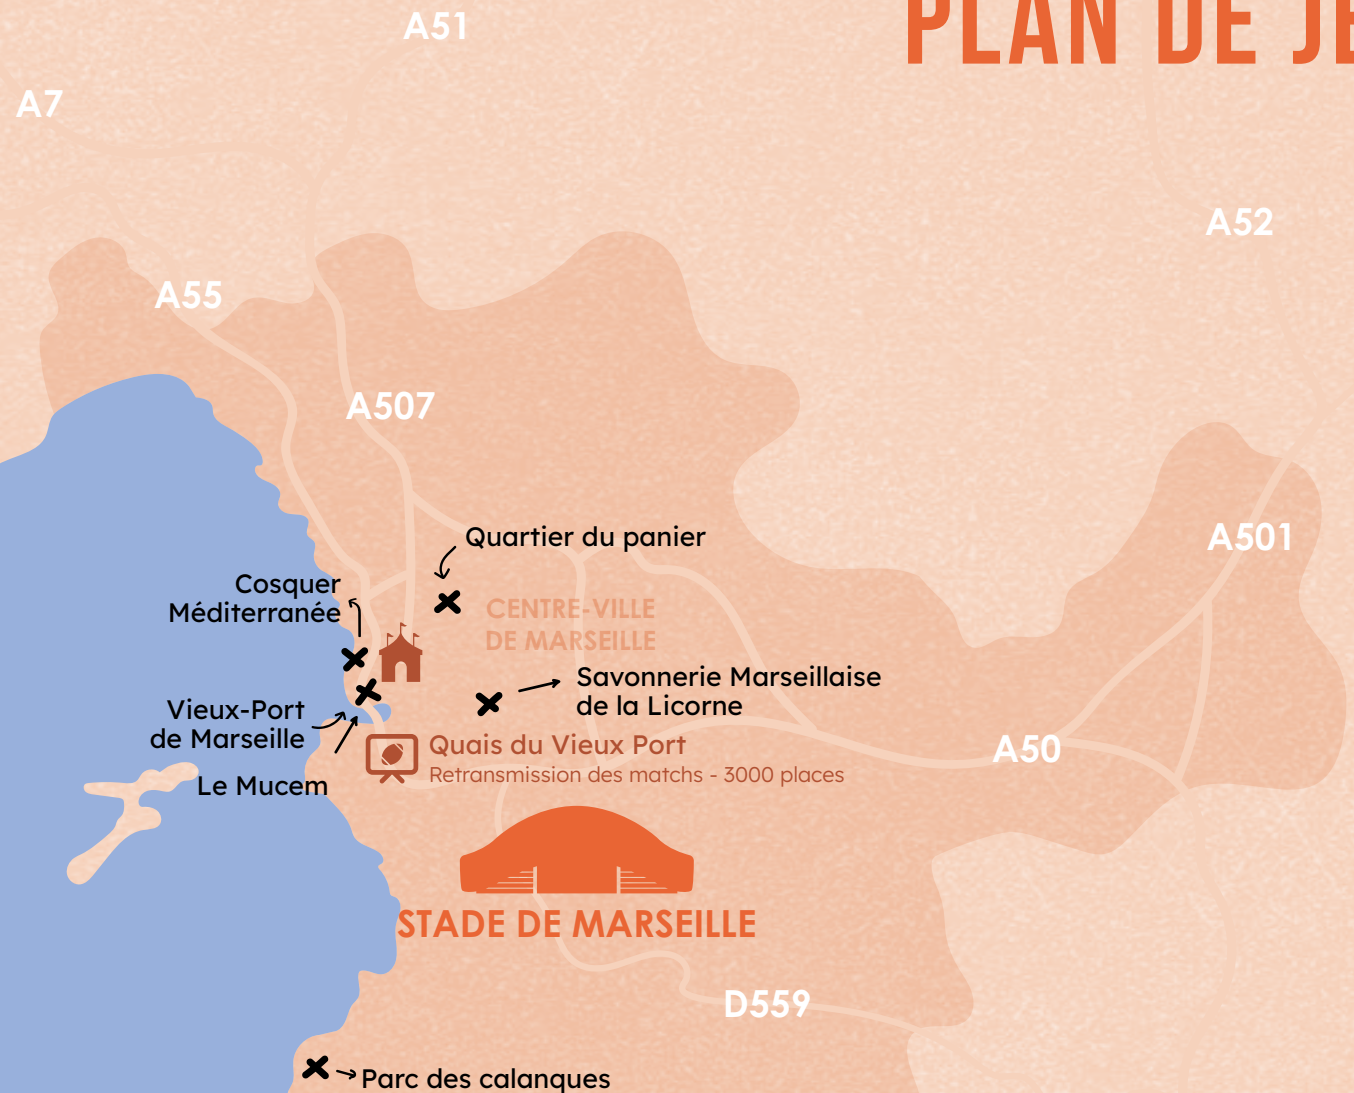 A51
PLAN DE JE
A7
A52
A55
A507
Quartier du panier
A501
Cosquer
Méditerranée
CENTRE-VILLE
DE MARSEILLE
Savonnerie Marseillaise
de la Licorne
Vieux-Port
de Marseille
Quais du Vieux Port
Retransmission des matchs - 3000 places
A50
Le Mucem
STADE DE MARSEILLE
D559
Parc des calanques